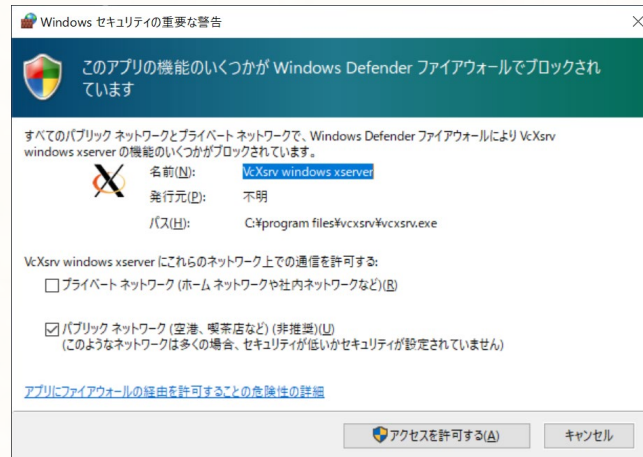 Windows セキュリティの重要な警告
このアプリの機能のいくつかが Windows Defender ファイアウォールでブロックされ
ています
すべてのパブリック ネットワークとプライベート ネットワークで、Windows Defender ファイアウォールにより VcXsrv
windows xserver の機能のいくつかがブロックされています。
名前(N): VcXsrv windows xserver
発行元(P): 不明
パス(H): C:¥program files¥vcxsrv¥vcxsrv.exe
VcXsrv windows xserver にこれらのネットワーク上での通信を許可する:
プライベート ネットワーク (ホーム ネットワークや社内ネットワークなど)(R)
パブリック ネットワーク (空港、喫茶店など) (非推奨)(U)
(このようなネットワークは多くの場合、セキュリティが低いかセキュリティが設定されていません)
アプリにファイアウォールの経由を許可することの危険性の詳細
アクセスを許可する(A) キャンセル